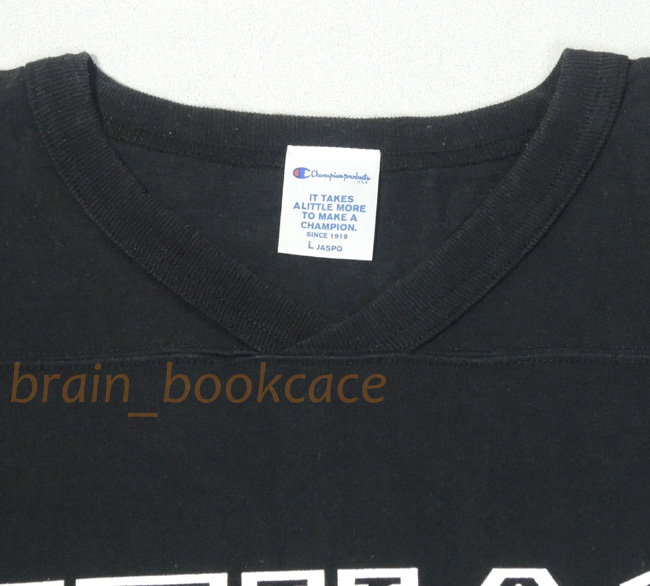 Champion products
U.S.A.
IT TAKES
A LITTLE MORE
TO MAKE A
CHAMPION.
SINCE 1919
L JASPO
brain_bookcace